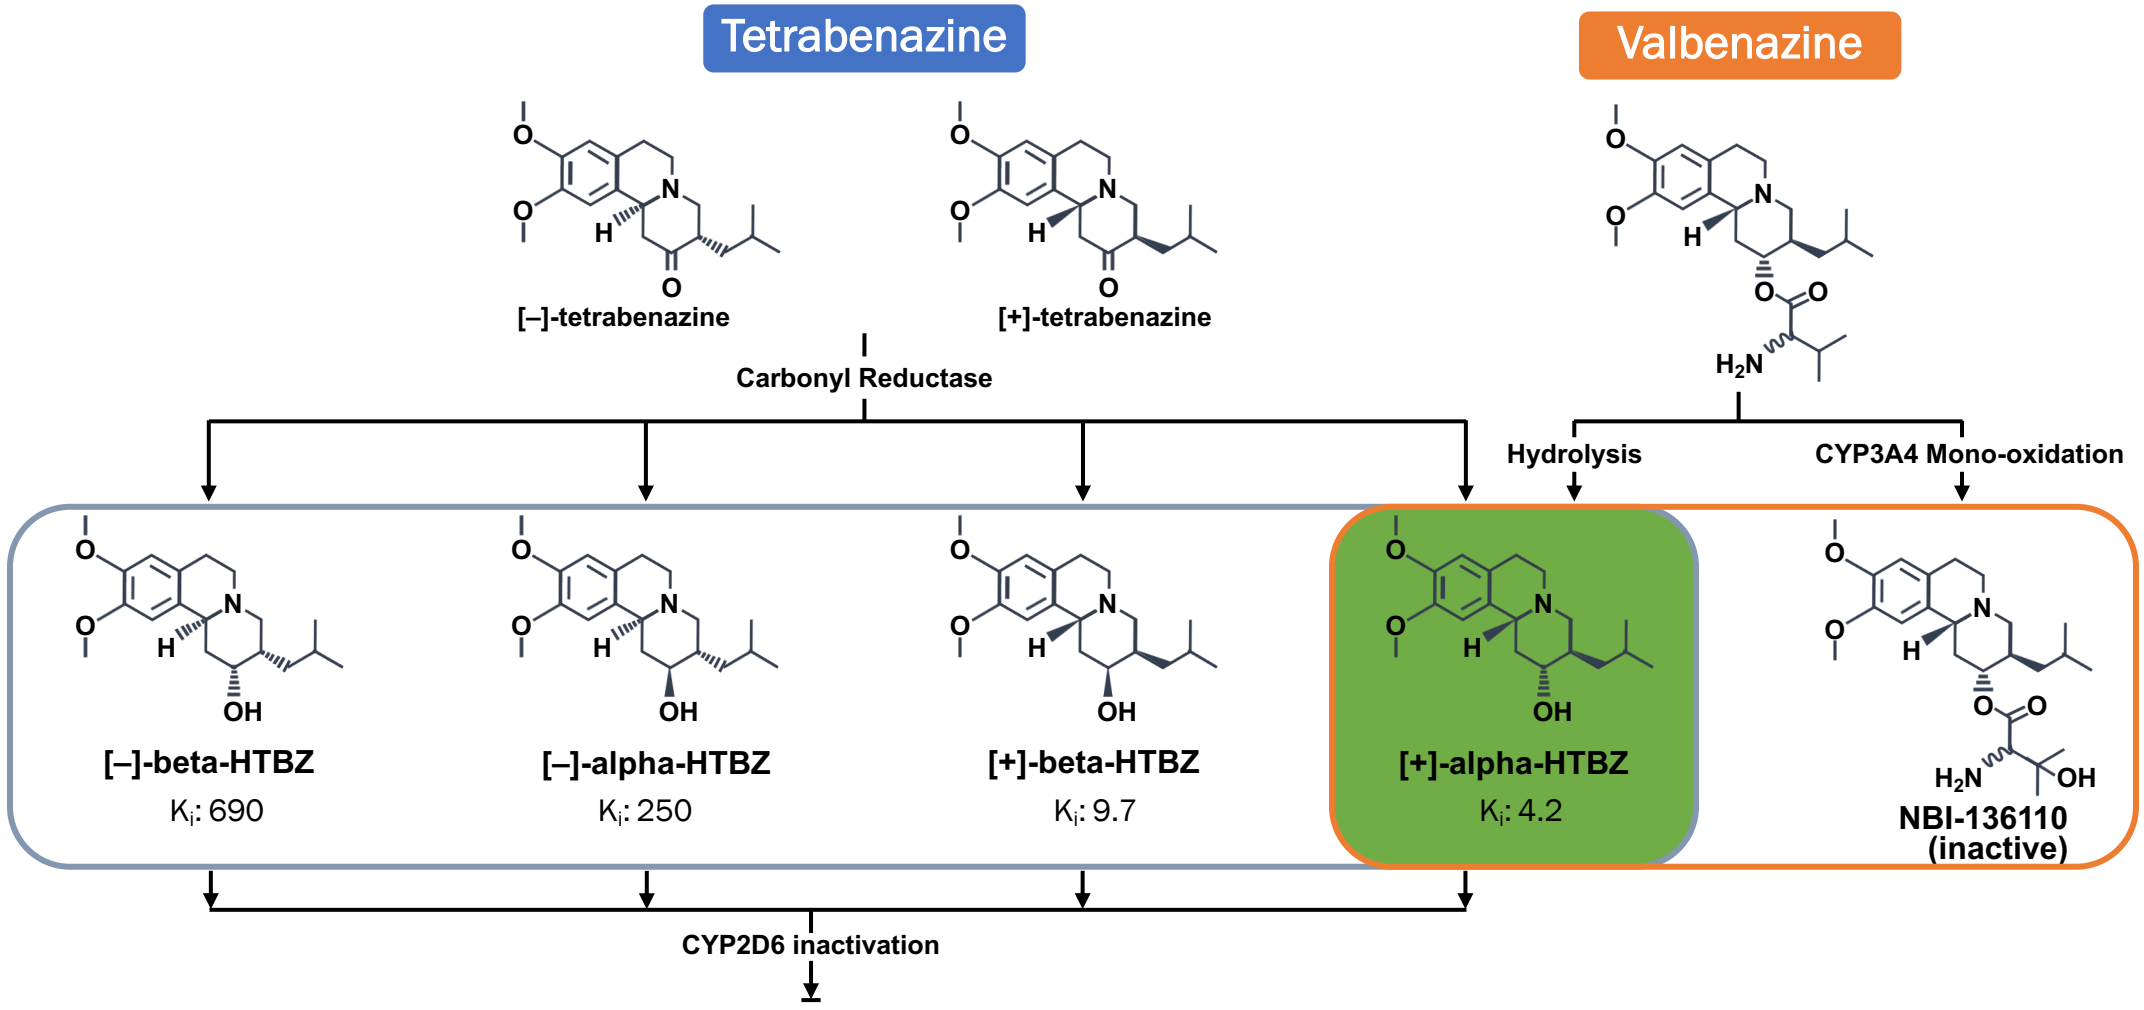 Tetrabenazine
Valbenazine
O
O
N
H
O
[–]-tetrabenazine
O
O
N
H
O
[+]-tetrabenazine
O
O
N
H
O
O
H₂N
Carbonyl Reductase
Hydrolysis
CYP3A4 Mono-oxidation
O
O
N
H
OH
[–]-beta-HTBZ
Kᵢ: 690
O
O
N
H
OH
[–]-alpha-HTBZ
Kᵢ: 250
O
O
N
H
OH
[+]-beta-HTBZ
Kᵢ: 9.7
O
O
N
H
OH
[+]-alpha-HTBZ
Kᵢ: 4.2
O
O
N
H
O
O
H₂N
OH
NBI-136110
(inactive)
CYP2D6 inactivation